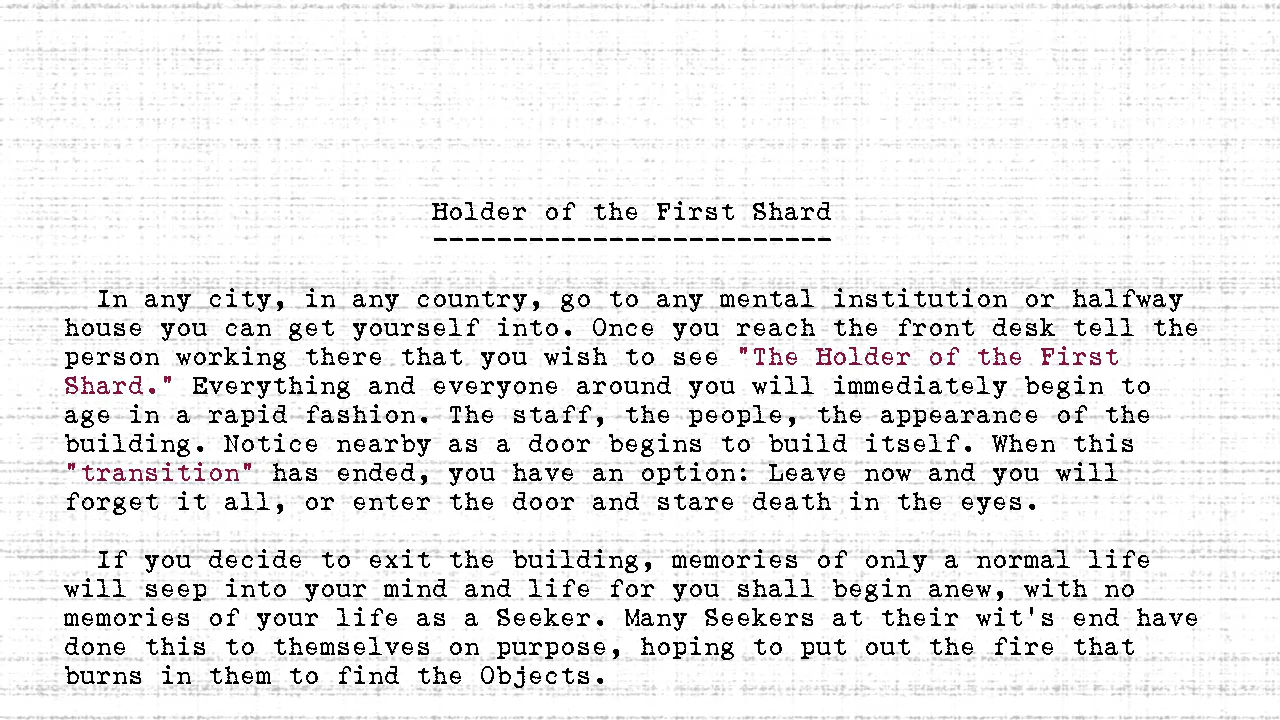 Holder of the First Shard
-------------------------
In any city, in any country, go to any mental institution or halfway
house you can get yourself into. Once you reach the front desk tell the
person working there that you wish to see "The Holder of the First
Shard." Everything and everyone around you will immediately begin to
age in a rapid fashion. The staff, the people, the appearance of the
building. Notice nearby as a door begins to build itself. When this
"transition" has ended, you have an option: Leave now and you will
forget it all, or enter the door and stare death in the eyes.
If you decide to exit the building, memories of only a normal life
will seep into your mind and life for you shall begin anew, with no
memories of your life as a Seeker. Many Seekers at their wit's end have
done this to themselves on purpose, hoping to put out the fire that
burns in them to find the Objects.